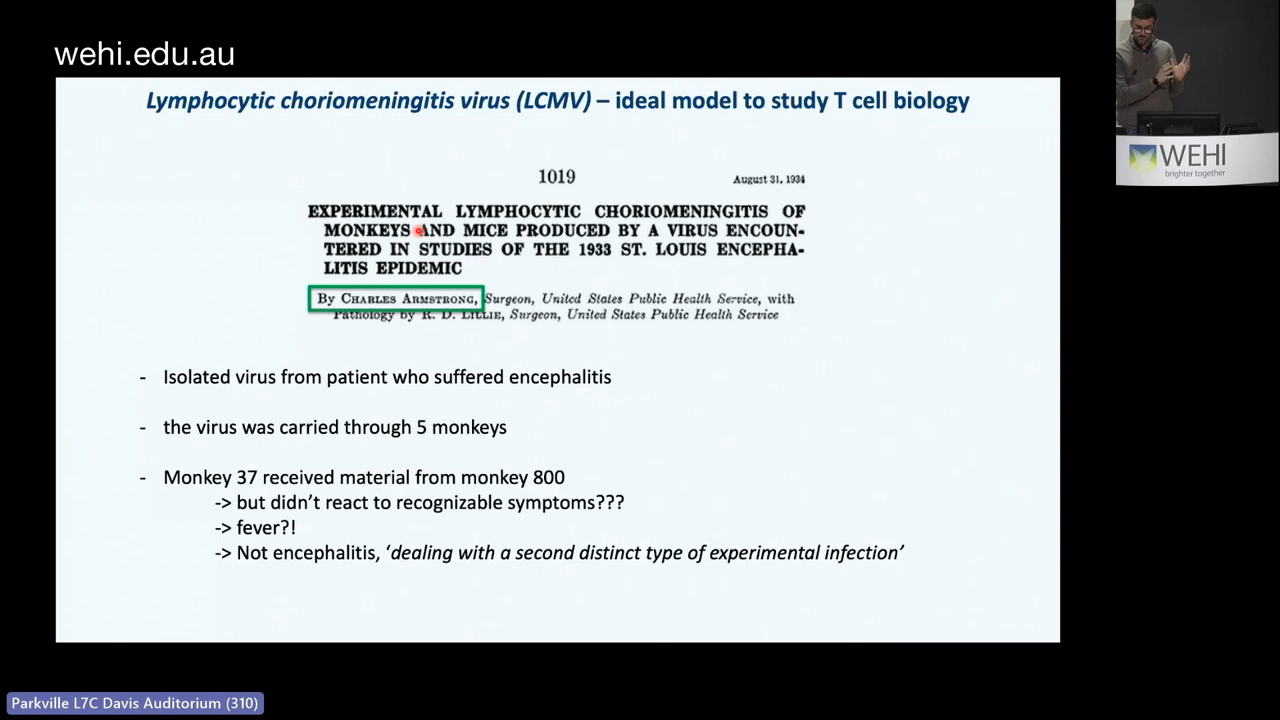 wehi.edu.au
Lymphocytic choriomeningitis virus (LCMV) – ideal model to study T cell biology
1019
August 31, 1934
EXPERIMENTAL LYMPHOCYTIC CHORIOMENINGITIS OF
MONKEYS AND MICE PRODUCED BY A VIRUS ENCOUN-
TERED IN STUDIES OF THE 1933 ST. LOUIS ENCEPHA-
LITIS EPIDEMIC
By CHARLES ARMSTRONG, Surgeon, United States Public Health Service, with
Pathology by R. D. LILLIE, Surgeon, United States Public Health Service
- Isolated virus from patient who suffered encephalitis
- the virus was carried through 5 monkeys
- Monkey 37 received material from monkey 800
-> but didn't react to recognizable symptoms???
-> fever?!
-> Not encephalitis, 'dealing with a second distinct type of experimental infection'
WEHI
brighter together
Parkville L7C Davis Auditorium (310)